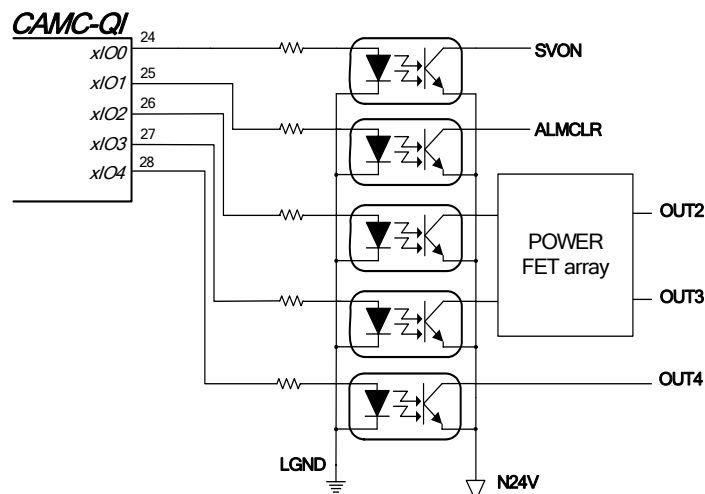 CAMC-QI
xIO0
24
SVON
xIO1
25
ALMCLR
xIO2
26
xIO3
27
xIO4
28
OUT2
POWER
FET array
OUT3
OUT4
LGND
N24V